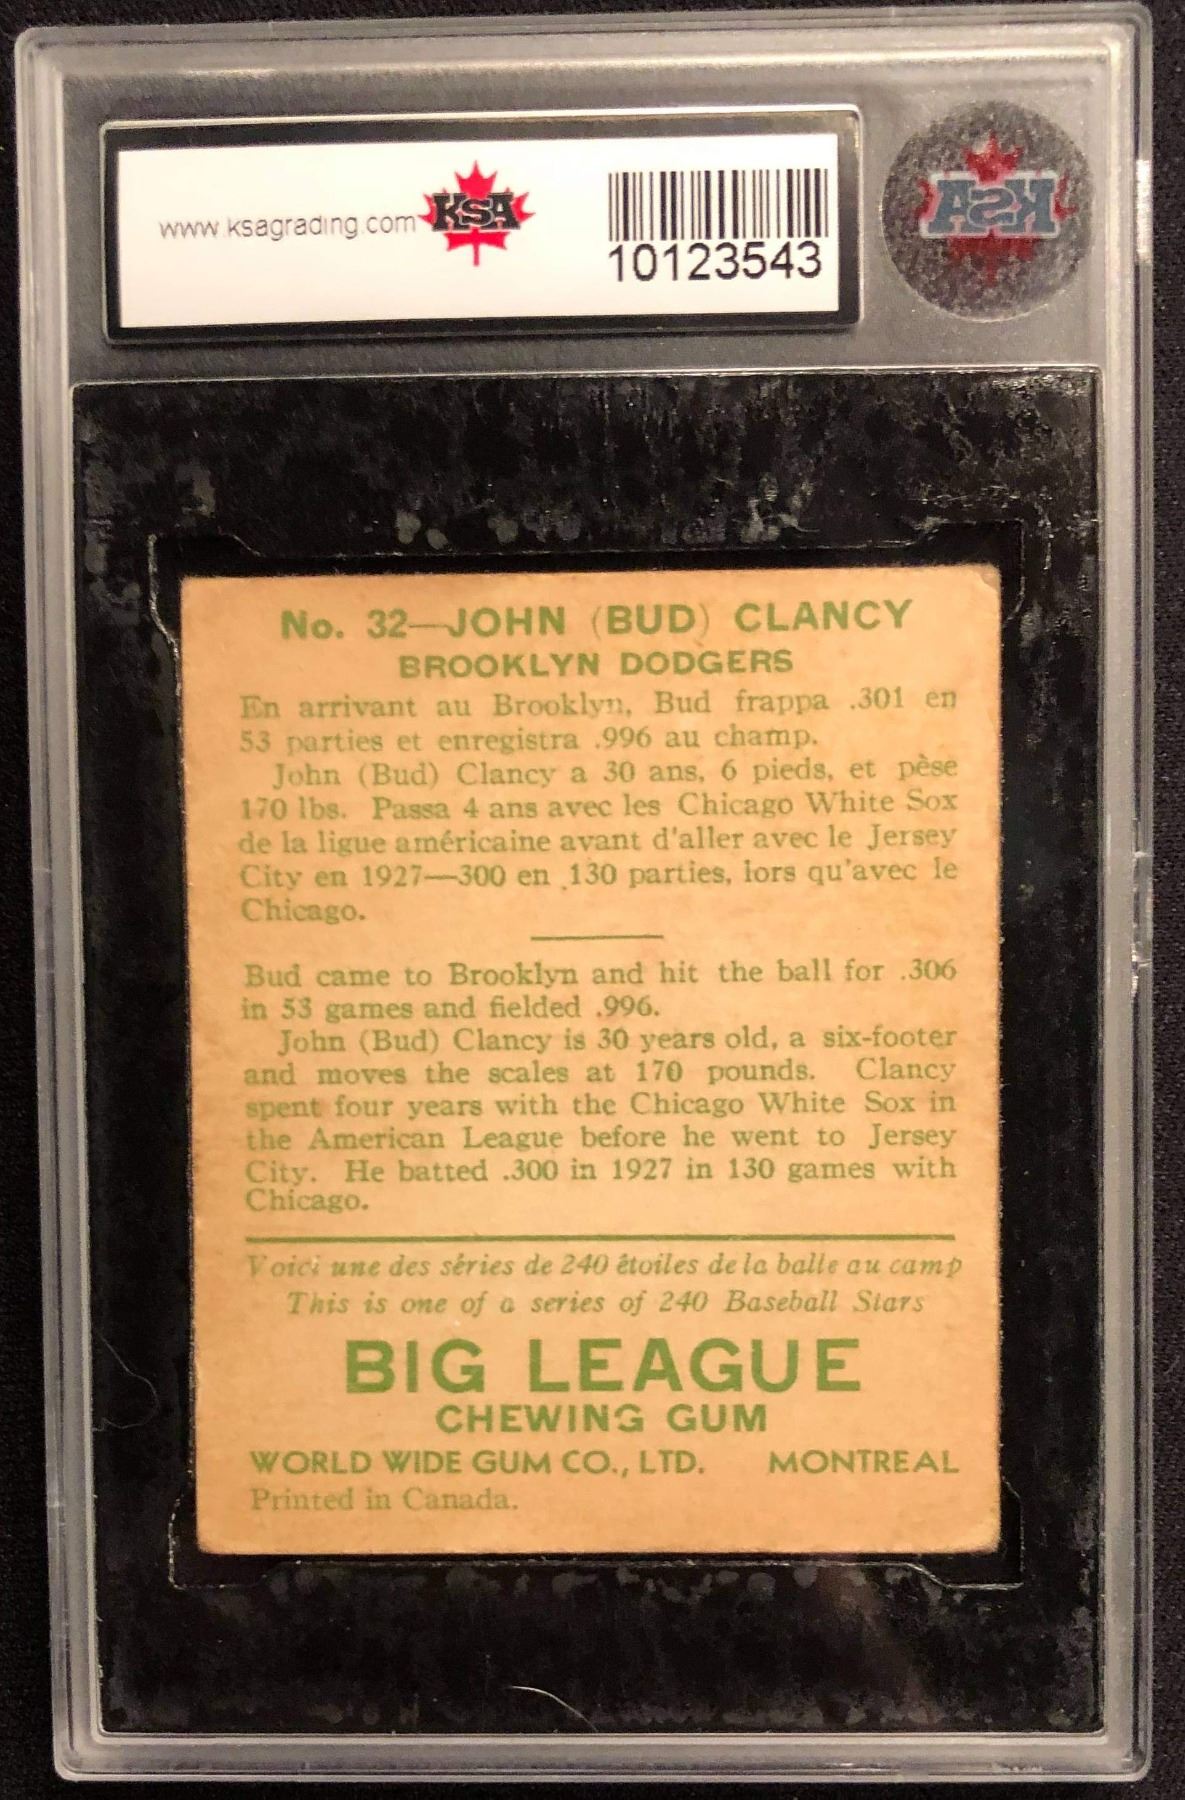 www.ksagrading.com KSA
10123543
KSA
No. 32—JOHN (BUD) CLANCY
BROOKLYN DODGERS
En arrivant au Brooklyn, Bud frappa .301 en
53 parties et enregistra .996 au champ.
John (Bud) Clancy a 30 ans, 6 pieds, et pèse
170 lbs. Passa 4 ans avec les Chicago White Sox
de la ligue américaine avant d'aller avec le Jersey
City en 1927—300 en 130 parties, lors qu'avec le
Chicago.
Bud came to Brooklyn and hit the ball for .306
in 53 games and fielded .996.
John (Bud) Clancy is 30 years old, a six-footer
and moves the scales at 170 pounds. Clancy
spent four years with the Chicago White Sox in
the American League before he went to Jersey
City. He batted .300 in 1927 in 130 games with
Chicago.
Voici une des séries de 240 étoiles de la balle au camp
This is one of a series of 240 Baseball Stars
BIG LEAGUE
CHEWING GUM
WORLD WIDE GUM CO., LTD. MONTREAL
Printed in Canada.